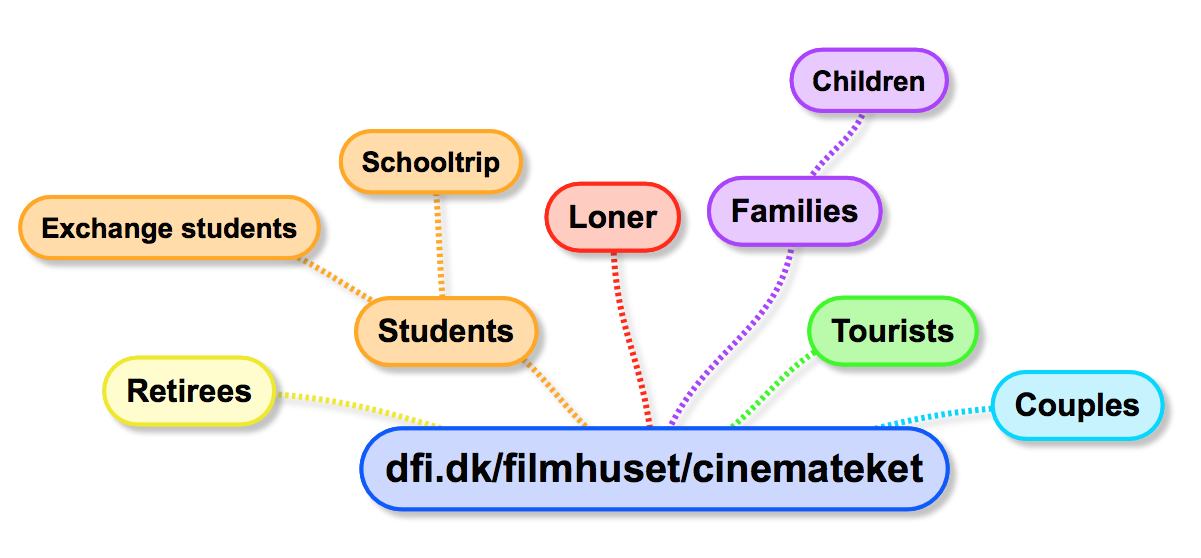 Children
Schooltrip
Exchange students
Loner
Families
Students
Tourists
Retirees
Couples
dfi.dk/filmhuset/cinemateket